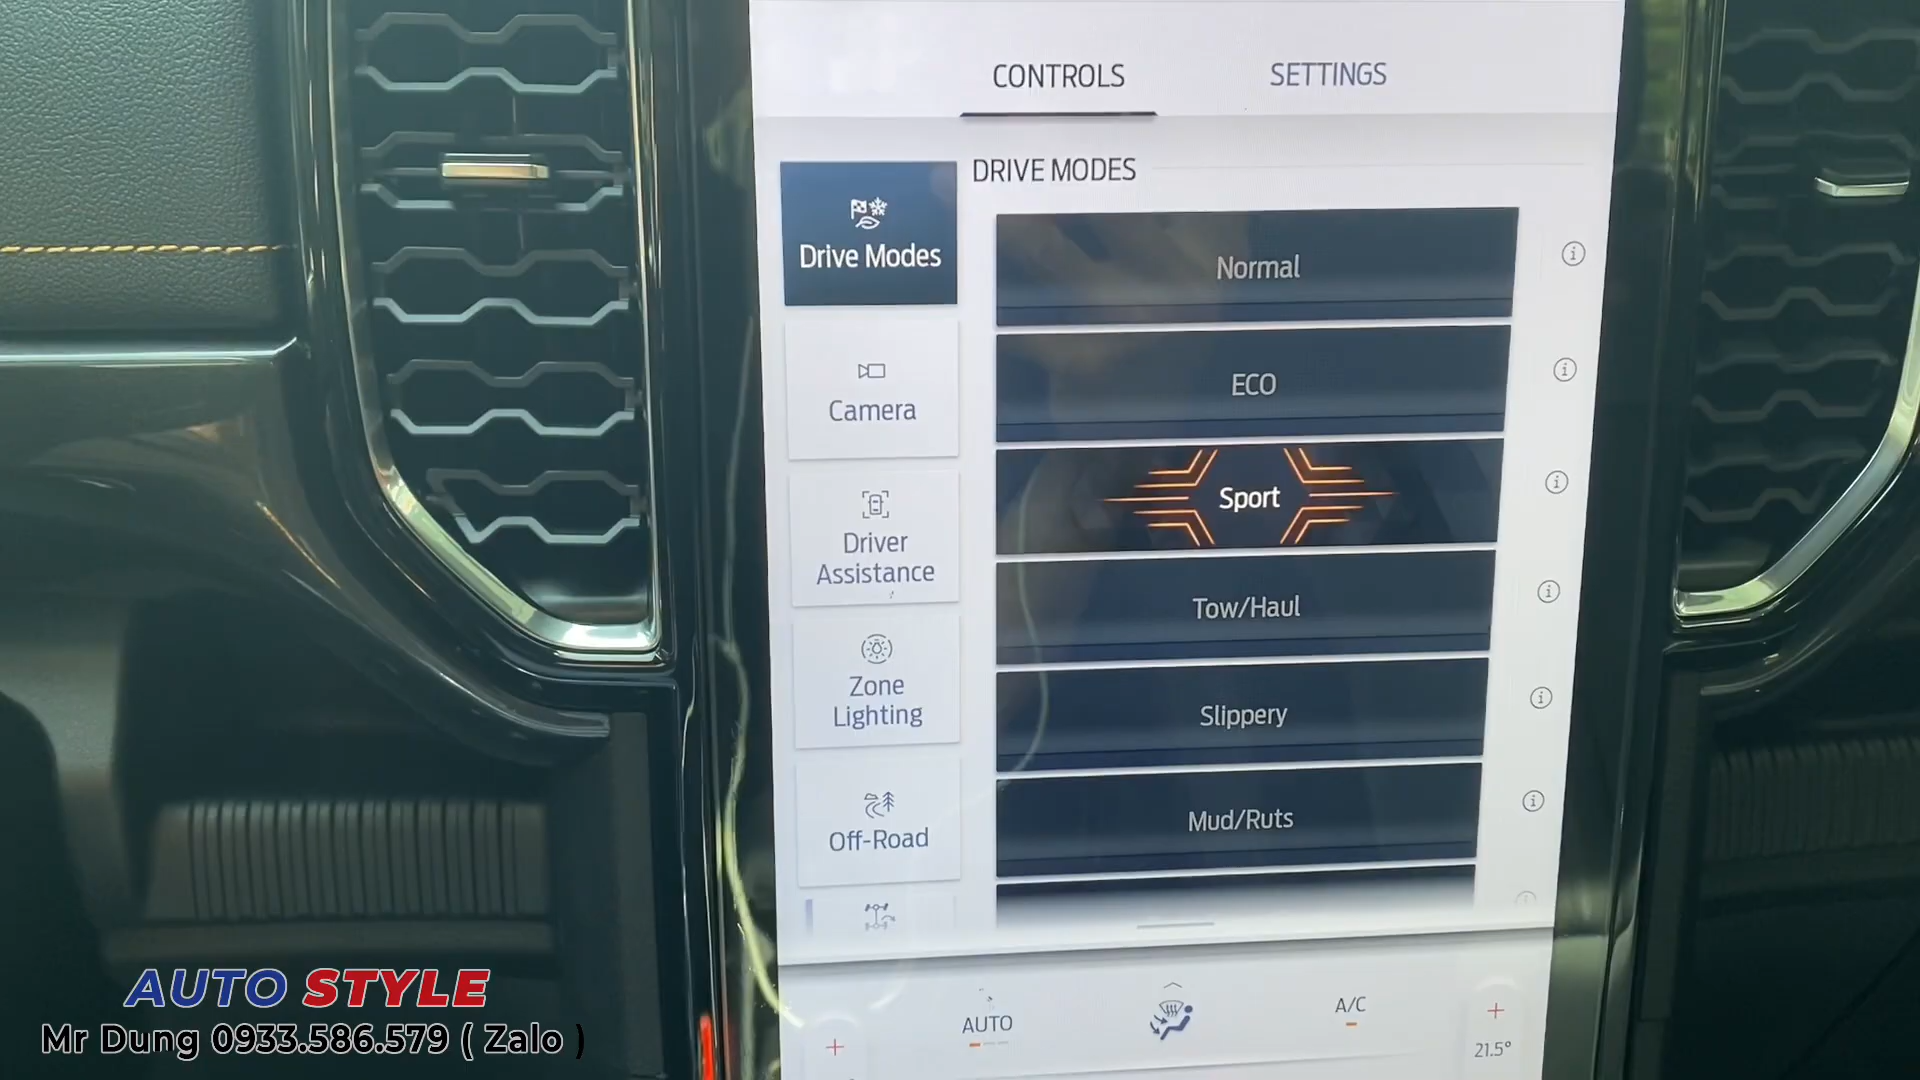 CONTROLS
SETTINGS
DRIVE MODES
Drive Modes
Camera
Driver
Assistance
Zone
Lighting
Off-Road
Normal
ECO
Sport
Tow/Haul
Slippery
Mud/Ruts
AUTO
A/C
+
+
21.5°
AUTO STYLE
Mr Dung 0933.586.579 ( Zalo )